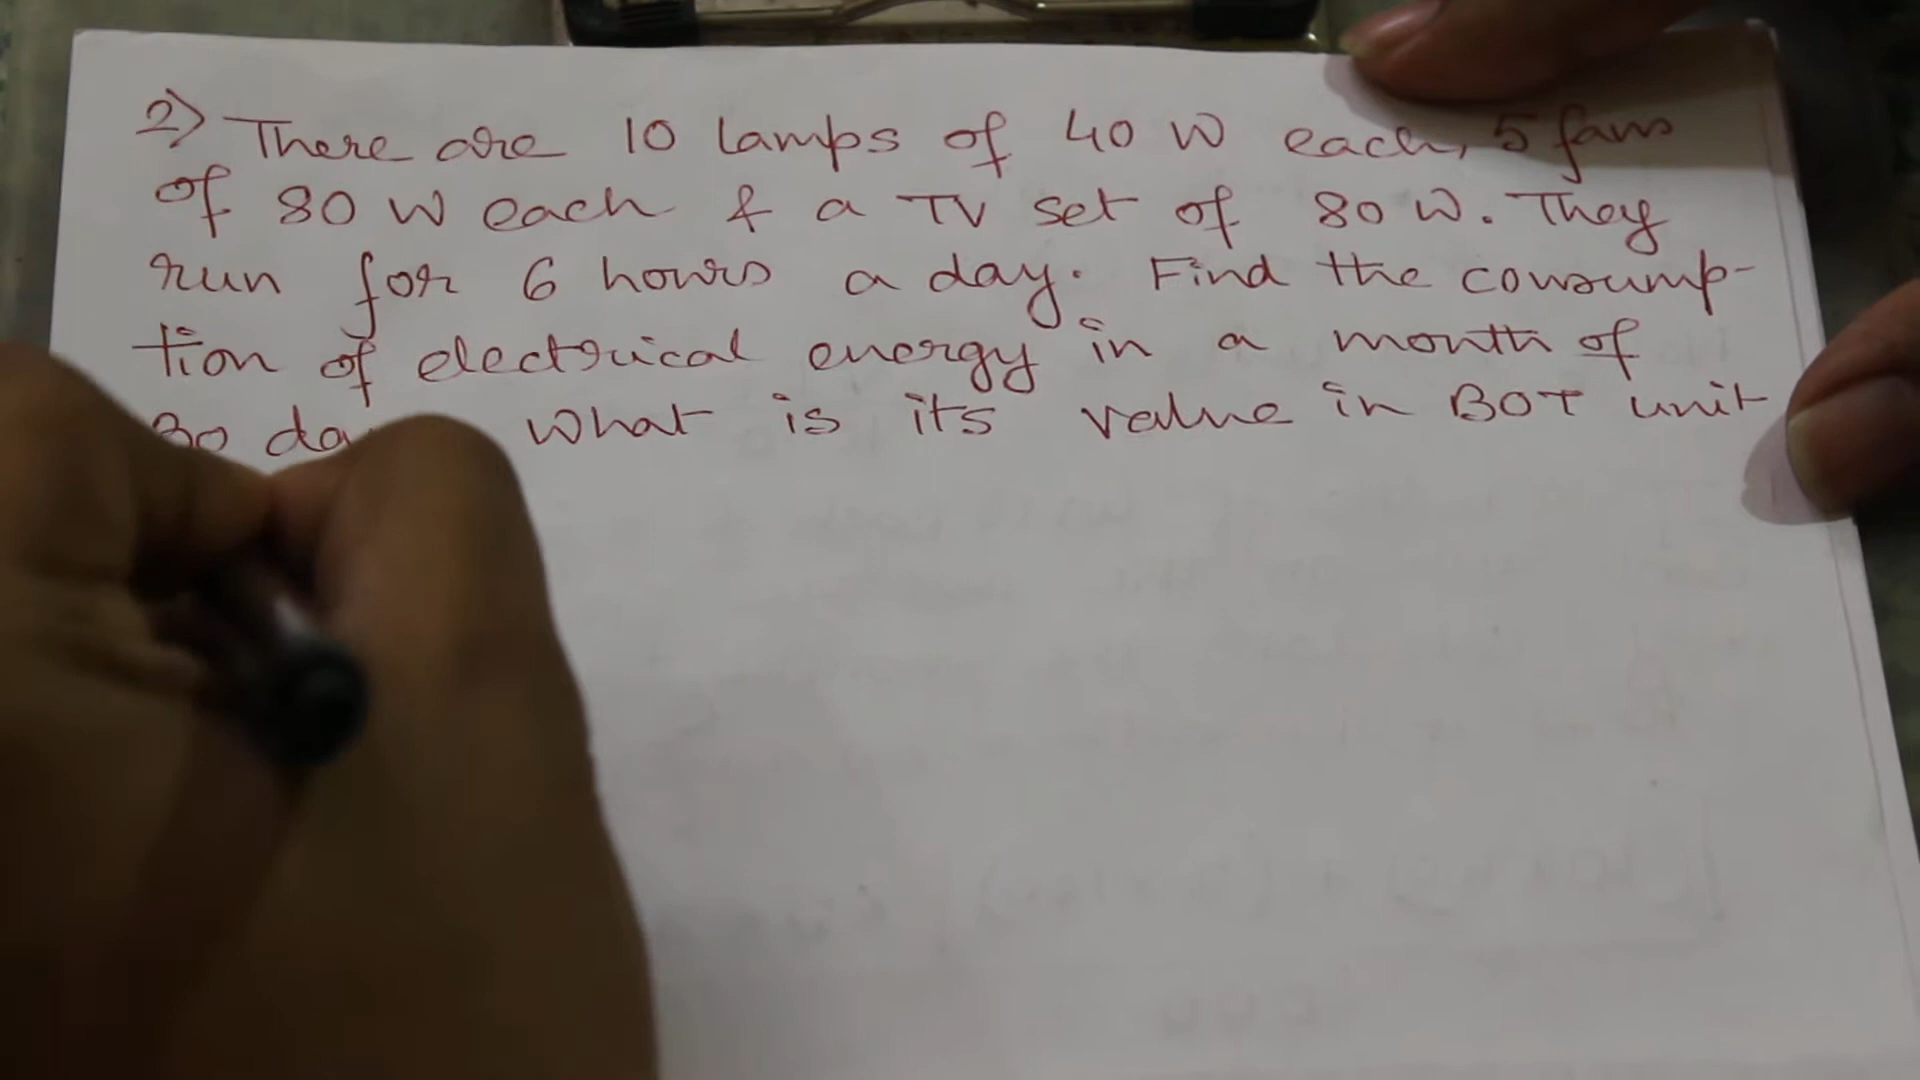 2) There are 10 lamps of 40 W each, 5 fans
of 80 W each & a TV set of 80 W. They
run for 6 hours a day. Find the consump-
tion of electrical energy in a month of
30 da What is its value in BOT unit